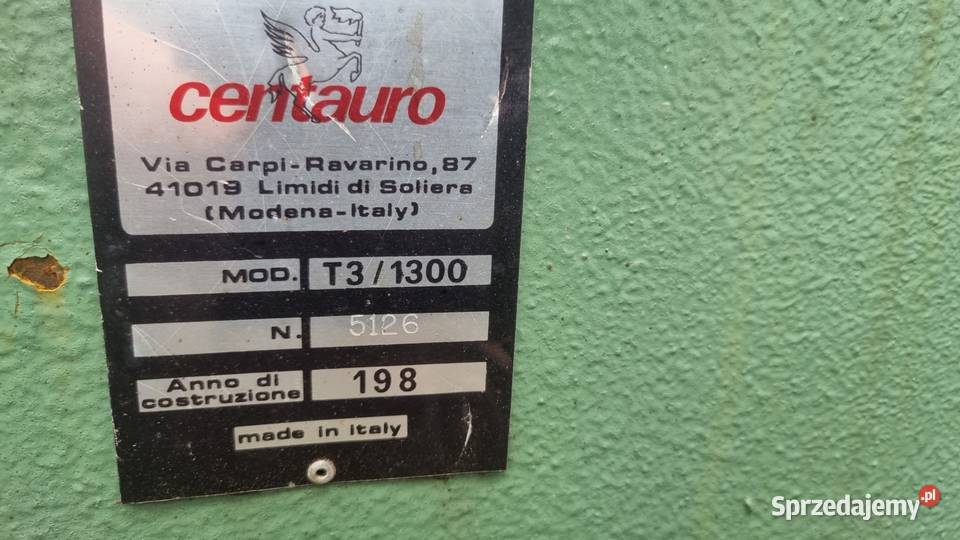 centauro
Via Carpi-Ravarino,87
41019 Limidi di Soliera
(Modena-Italy)
MOD. T3/1300
N. 5126
Anno di costruzione 198
made in italy
Sprzedajemy.pl